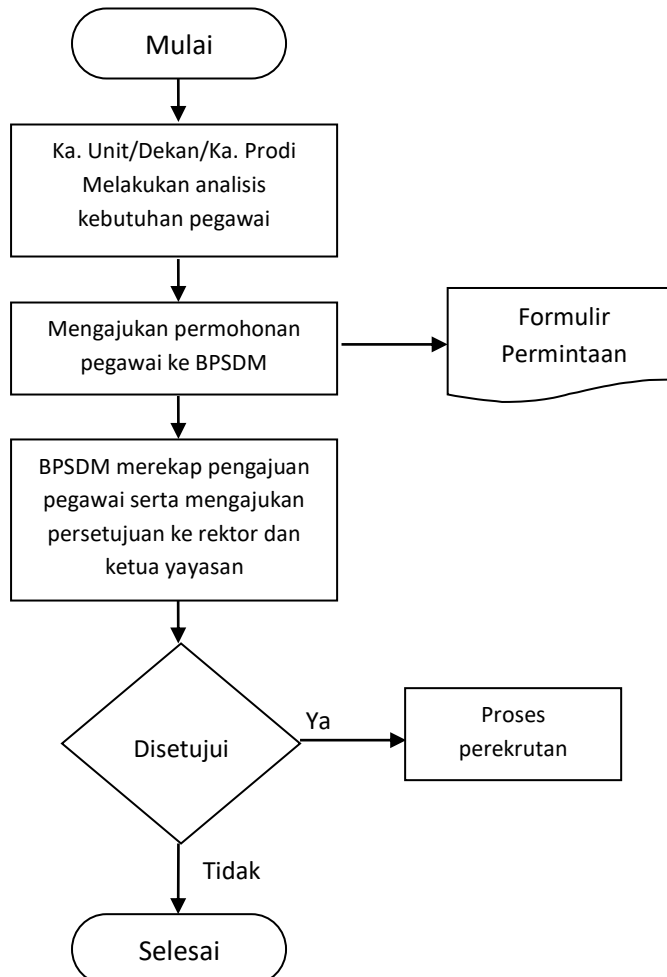 Mulai
Ka. Unit/Dekan/Ka. Prodi
Melakukan analisis
kebutuhan pegawai
Mengajukan permohonan
pegawai ke BPSDM
Formulir
Permintaan
BPSDM merekap pengajuan
pegawai serta mengajukan
persetujuan ke rektor dan
ketua yayasan
Disetujui
Ya
Proses
perekrutan
Tidak
Selesai